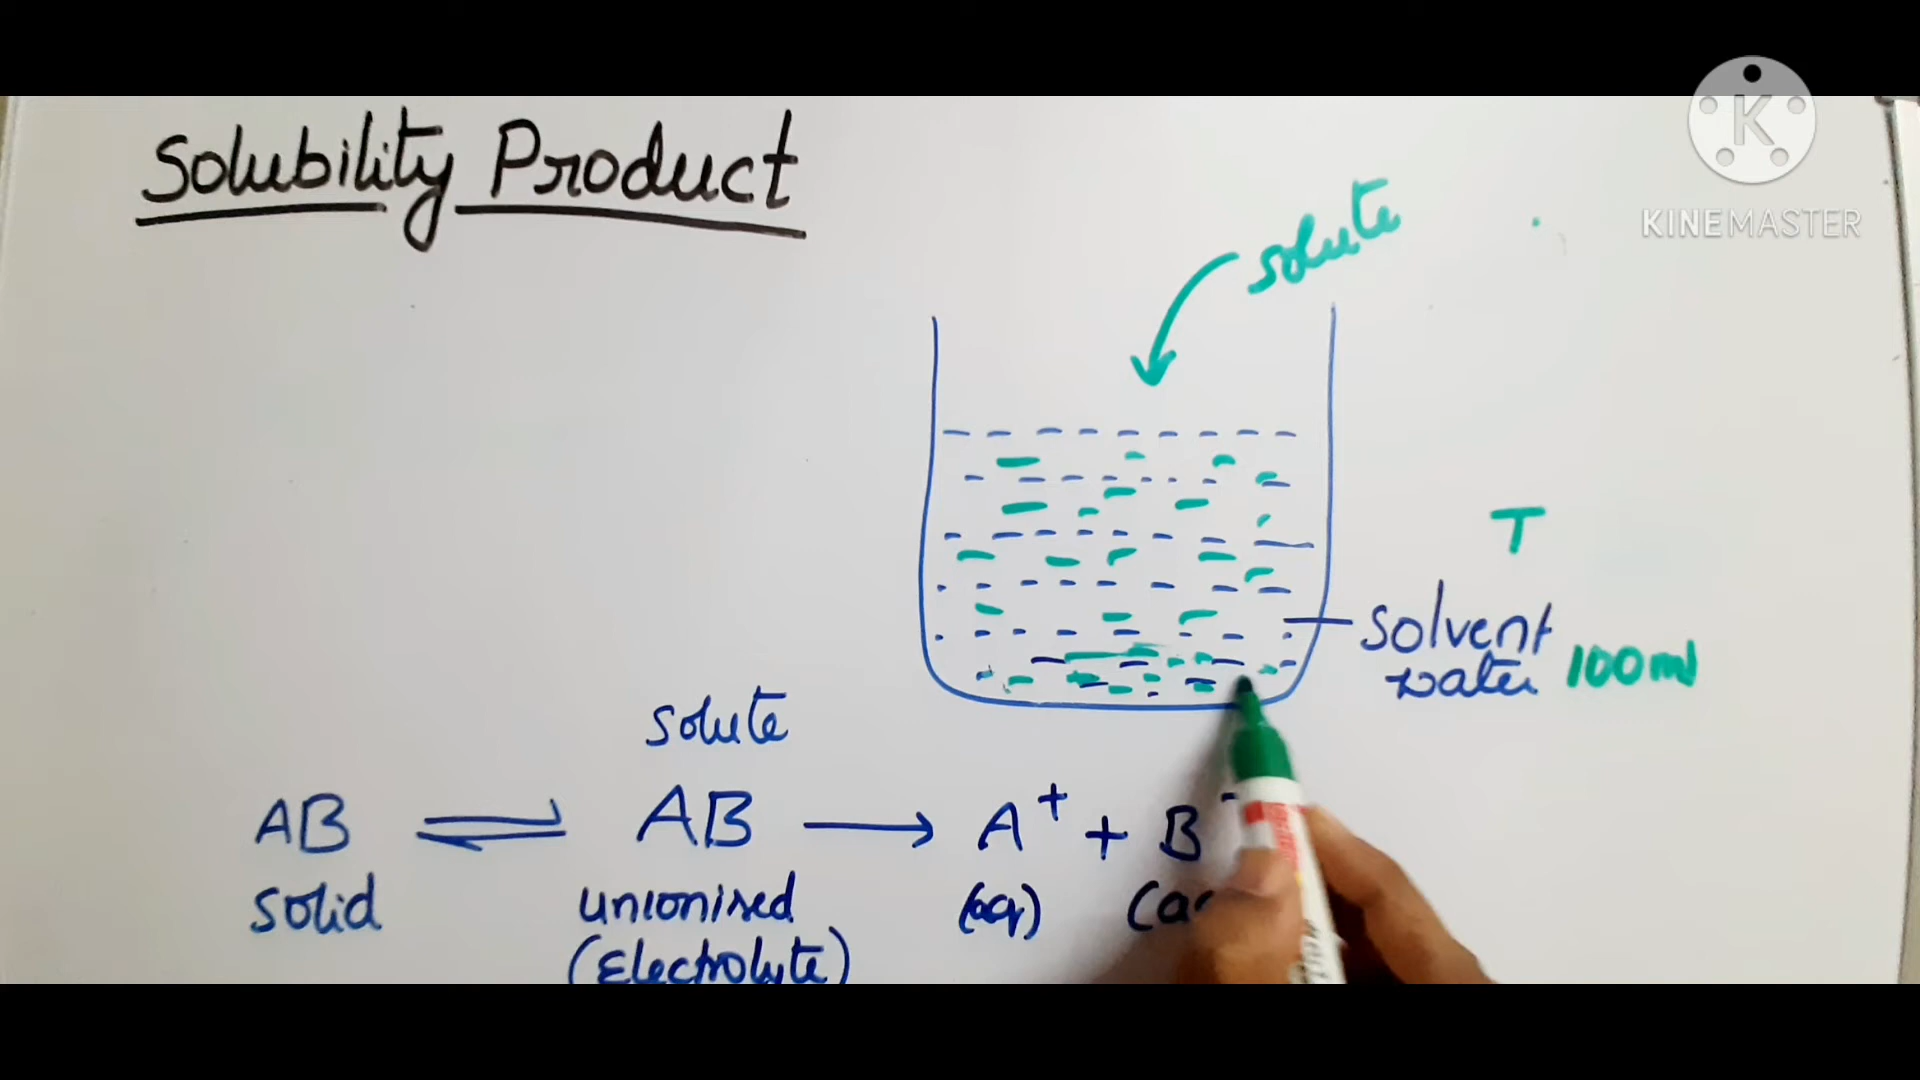 Solubility Product
KINEMASTER
solute
T
Solvent
water 100ml
solute
AB ⇌ AB → A⁺ + B⁻
solid unionised (aq)
(Electrolyte)